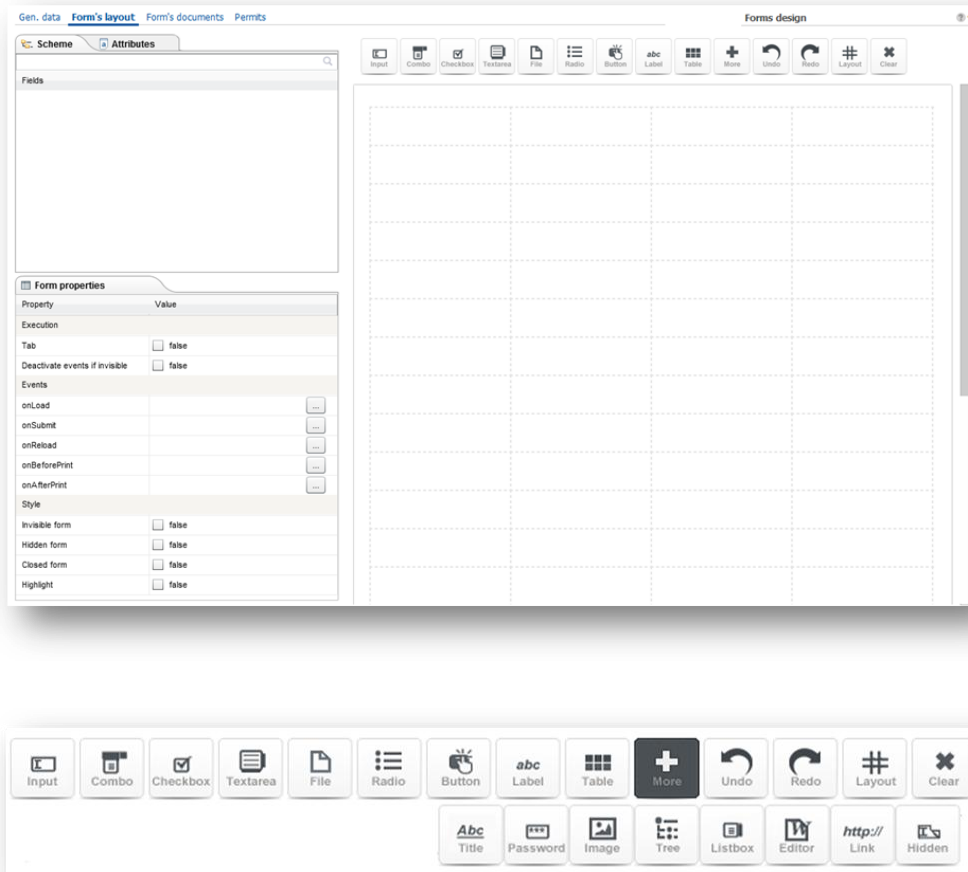 Gen. data Form's layout Form's documents Permits Forms design ?
Scheme a Attributes
Fields
Input Combo Checkbox Textarea File Radio abc Button Label Table More Undo Redo Layout Clear
Form properties
Property Value
Execution
Tab false
Deactivate events if invisible false
Events
onLoad ...
onSubmit ...
onReload ...
onBeforePrint ...
onAfterPrint ...
Style
Invisible form false
Hidden form false
Closed form false
Highlight false
I abc
Input Combo Checkbox Textarea File Radio Button Label Table More Undo Redo Layout Clear
Abc *** W http:// I
Title Password Image Tree Listbox Editor Link Hidden